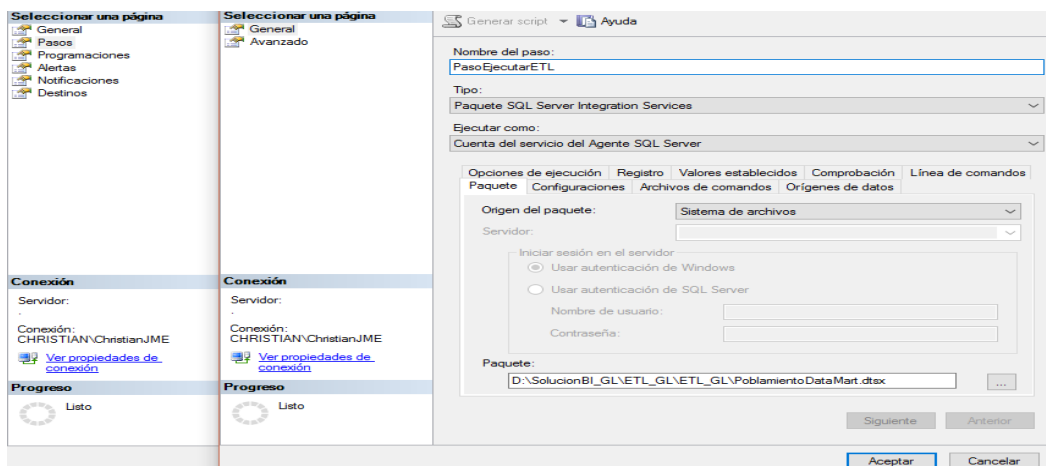 Seleccionar una página
General
Pasos
Programaciones
Alertas
Notificaciones
Destinos
Conexión
Servidor:
.
Conexión:
CHRISTIAN\ChristianJME
Ver propiedades de
conexión
Progreso
Listo
Seleccionar una página
General
Avanzado
Conexión
Servidor:
.
Conexión:
CHRISTIAN\ChristianJME
Ver propiedades de
conexión
Progreso
Listo
Generar script Ayuda
Nombre del paso:
PasoEjecutarETL
Tipo:
Paquete SQL Server Integration Services
Ejecutar como:
Cuenta del servicio del Agente SQL Server
Opciones de ejecución Registro Valores establecidos Comprobación Línea de comandos
Paquete Configuraciones Archivos de comandos Orígenes de datos
Origen del paquete: Sistema de archivos
Servidor:
Iniciar sesión en el servidor
Usar autenticación de Windows
Usar autenticación de SQL Server
Nombre de usuario:
Contraseña:
Paquete:
D:\SolucionBI_GL\ETL_GL\ETL_GL\PoblamientoDataMart.dtsx ...
Siguiente Anterior
Aceptar Cancelar